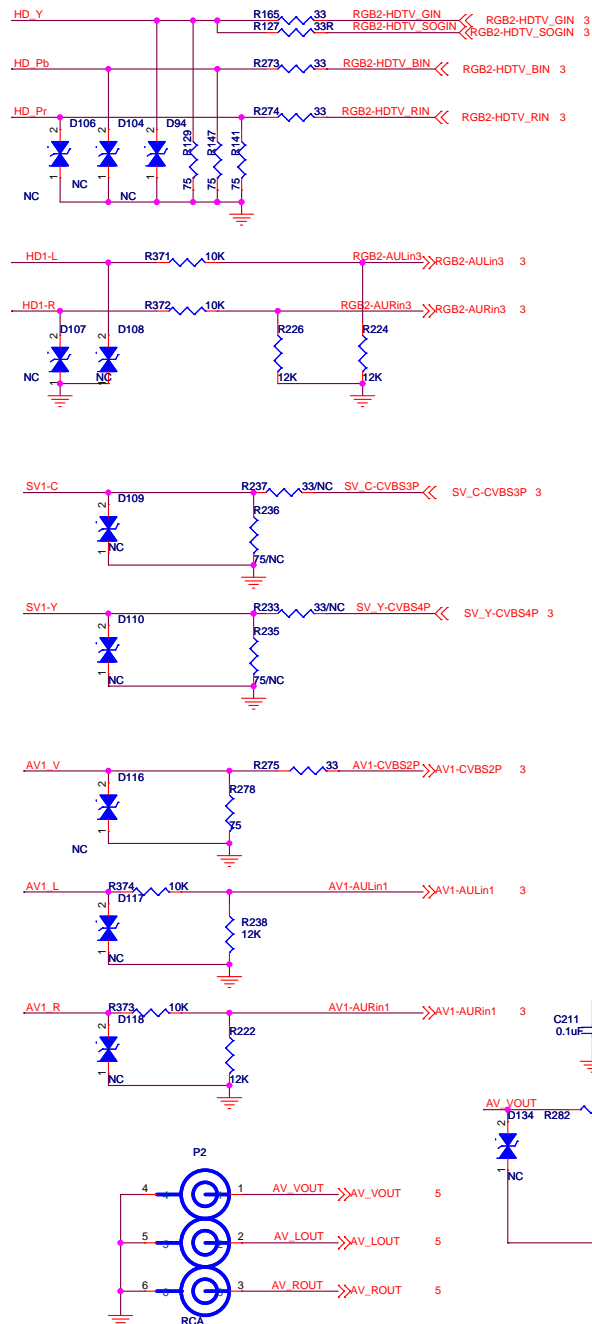 HD_Y R165 33 RGB2-HDTV_GIN RGB2-HDTV_GIN 3
R127 33R RGB2-HDTV_SOGIN RGB2-HDTV_SOGIN 3
HD_Pb R273 33 RGB2-HDTV_BIN RGB2-HDTV_BIN 3
HD_Pr R274 33 RGB2-HDTV_RIN RGB2-HDTV_RIN 3
D106 D104 D94
2 2 2 R129 R147 R141
1 1 1 75 75 75
NC NC NC
HD1-L R371 10K RGB2-AULin3 RGB2-AULin3 3
HD1-R R372 10K RGB2-AURin3 RGB2-AURin3 3
D107 D108 R226 R224
2 2
1 1
NC NC 12K 12K
SV1-C R237 33/NC SV_C-CVBS3P SV_C-CVBS3P 3
2 D109 R236
1 NC 75/NC
SV1-Y R233 33/NC SV_Y-CVBS4P SV_Y-CVBS4P 3
2 D110 R235
1 NC 75/NC
AV1_V R275 33 AV1-CVBS2P AV1-CVBS2P 3
2 D116 R278
1 75
NC
AV1_L R374 10K AV1-AULin1 AV1-AULin1 3
2 D117 R238
12K
1 NC
AV1_R R373 10K AV1-AURin1 AV1-AURin1 3
2 D118 R222
1 NC 12K
C211
0.1uF
AV_VOUT
2 D134 R282
1 NC
P2
4 4 1 AV_VOUT AV_VOUT 5
5 5 2 AV_LOUT AV_LOUT 5
6 6 3 AV_ROUT AV_ROUT 5
RCA